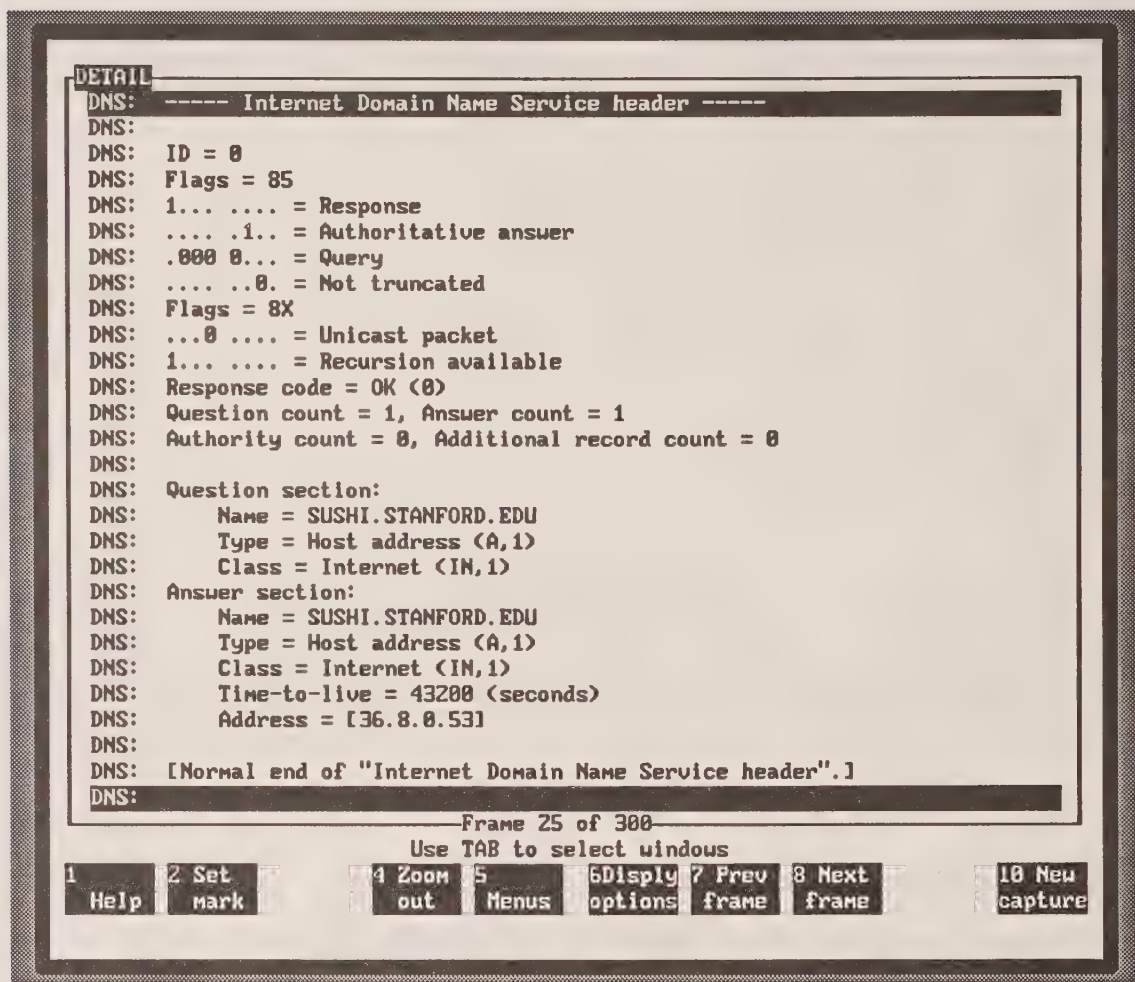 DETAIL
DNS: ----- Internet Domain Name Service header -----
DNS:
DNS: ID = 0
DNS: Flags = 85
DNS: 1... .... = Response
DNS: .... .1.. = Authoritative answer
DNS: .000 0... = Query
DNS: .... ..0. = Not truncated
DNS: Flags = 8X
DNS: ...0 .... = Unicast packet
DNS: 1... .... = Recursion available
DNS: Response code = OK (0)
DNS: Question count = 1, Answer count = 1
DNS: Authority count = 0, Additional record count = 0
DNS:
DNS: Question section:
DNS: Name = SUSHI.STANFORD.EDU
DNS: Type = Host address (A,1)
DNS: Class = Internet (IN,1)
DNS: Answer section:
DNS: Name = SUSHI.STANFORD.EDU
DNS: Type = Host address (A,1)
DNS: Class = Internet (IN,1)
DNS: Time-to-live = 43200 (seconds)
DNS: Address = [36.8.0.53]
DNS:
DNS: [Normal end of "Internet Domain Name Service header".]
DNS:
Frame 25 of 300
Use TAB to select windows
1 2 Set 4 Zoom 5 6Disply 7 Prev 8 Next 10 New
Help mark out Menus options frame frame capture